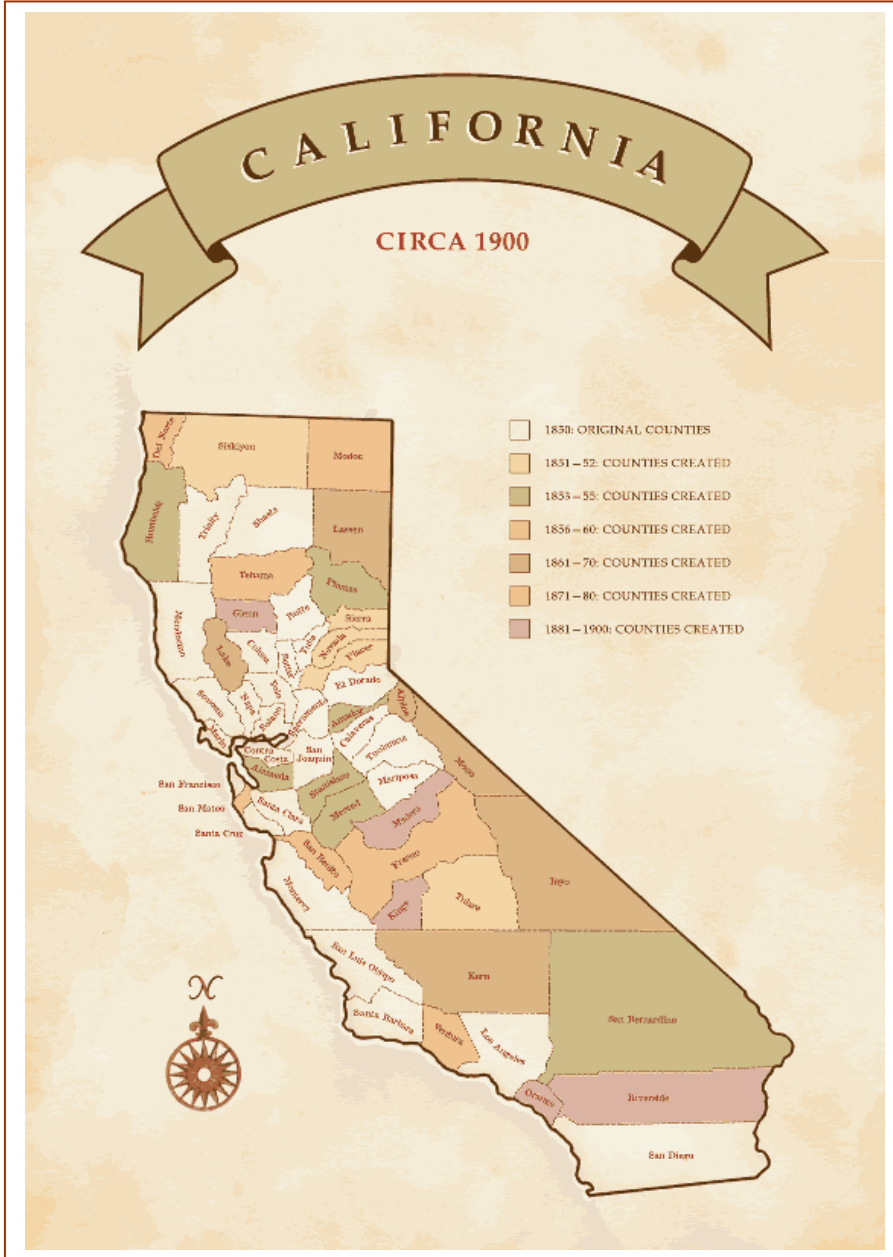 CALIFORNIA
CIRCA 1900
1850: ORIGINAL COUNTIES
1851–52: COUNTIES CREATED
1853–55: COUNTIES CREATED
1856–60: COUNTIES CREATED
1861–70: COUNTIES CREATED
1871–80: COUNTIES CREATED
1881–1900: COUNTIES CREATED
Del Norte
Siskiyou
Modoc
Humboldt
Trinity
Shasta
Lassen
Tehama
Plumas
Mendocino
Glenn
Butte
Sierra
Lake
Colusa
Sutter
Yuba
Nevada
Placer
El Dorado
Sonoma
Napa
Yolo
Solano
Sacramento
Amador
Alpine
Marin
Contra
Costa
San
Joaquin
Calaveras
Tuolumne
Mono
Alameda
Stanislaus
Mariposa
San Francisco
San Mateo
Santa Cruz
Santa Clara
Merced
Madera
San Benito
Fresno
Monterey
Kings
Tulare
Inyo
San Luis Obispo
Kern
Santa Barbara
Ventura
Los Angeles
San Bernardino
Orange
Riverside
San Diego
N